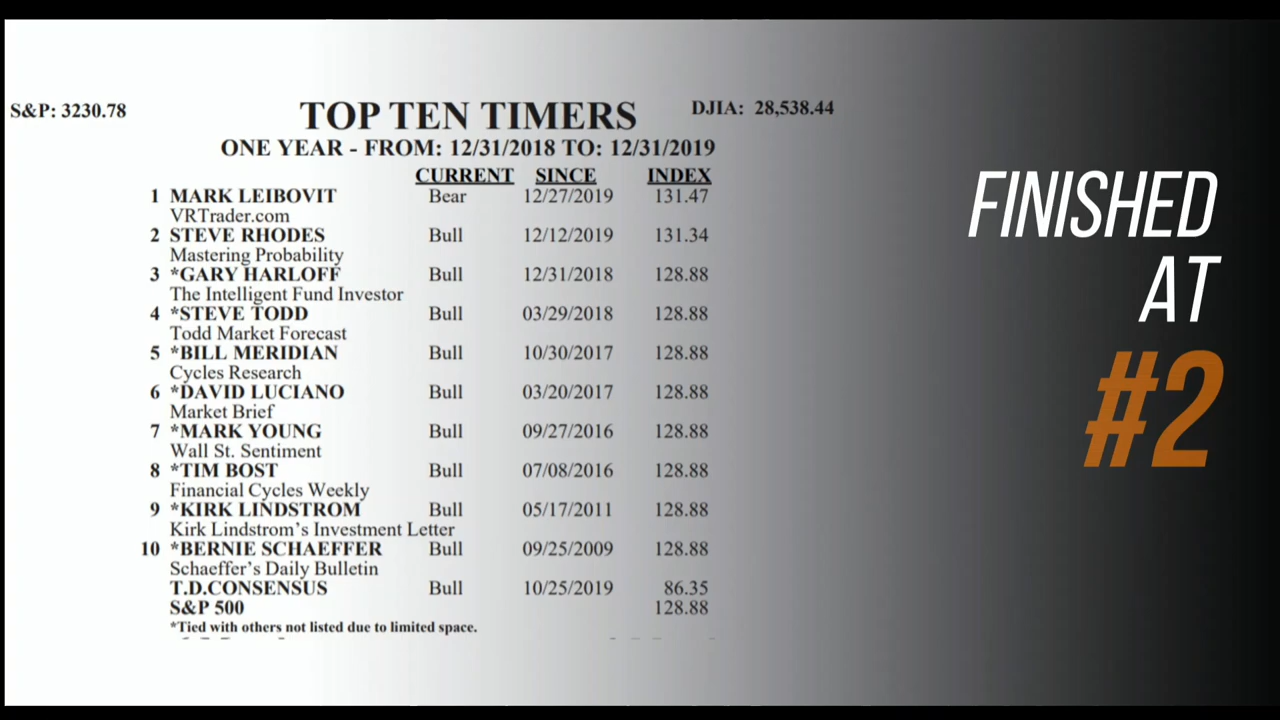 S&P: 3230.78
TOP TEN TIMERS
DJIA: 28,538.44
ONE YEAR - FROM: 12/31/2018 TO: 12/31/2019
CURRENT SINCE INDEX
1 MARK LEIBOVIT Bear 12/27/2019 131.47
VRTrader.com
2 STEVE RHODES Bull 12/12/2019 131.34
Mastering Probability
3 *GARY HARLOFF Bull 12/31/2018 128.88
The Intelligent Fund Investor
4 *STEVE TODD Bull 03/29/2018 128.88
Todd Market Forecast
5 *BILL MERIDIAN Bull 10/30/2017 128.88
Cycles Research
6 *DAVID LUCIANO Bull 03/20/2017 128.88
Market Brief
7 *MARK YOUNG Bull 09/27/2016 128.88
Wall St. Sentiment
8 *TIM BOST Bull 07/08/2016 128.88
Financial Cycles Weekly
9 *KIRK LINDSTROM Bull 05/17/2011 128.88
Kirk Lindstrom's Investment Letter
10 *BERNIE SCHAEFFER Bull 09/25/2009 128.88
Schaeffer's Daily Bulletin
T.D.CONSENSUS Bull 10/25/2019 86.35
S&P 500 128.88
*Tied with others not listed due to limited space.
FINISHED
AT
#2